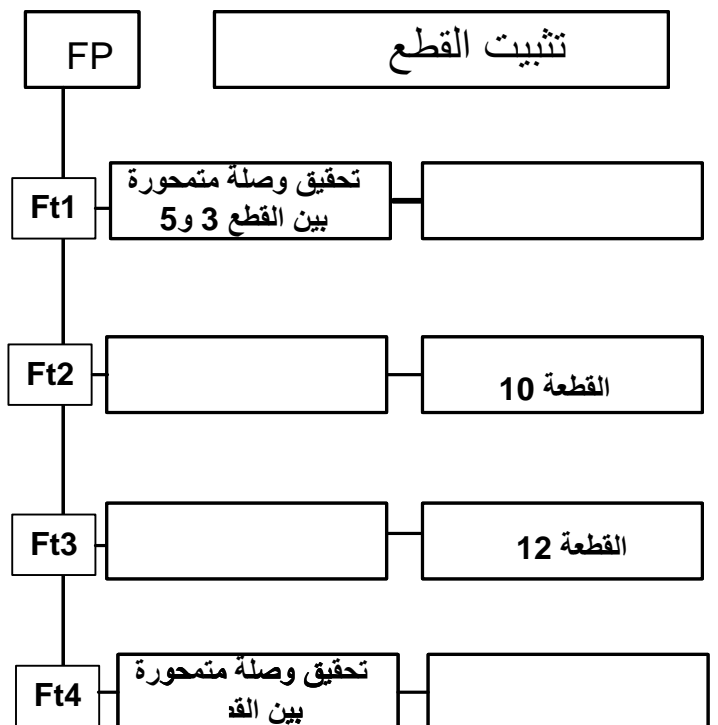 FP
تثبيت القطع
Ft1
تحقيق وصلة متمحورة
بين القطع 3 و5
Ft2
القطعة 10
Ft3
القطعة 12
Ft4
تحقيق وصلة متمحورة
بين